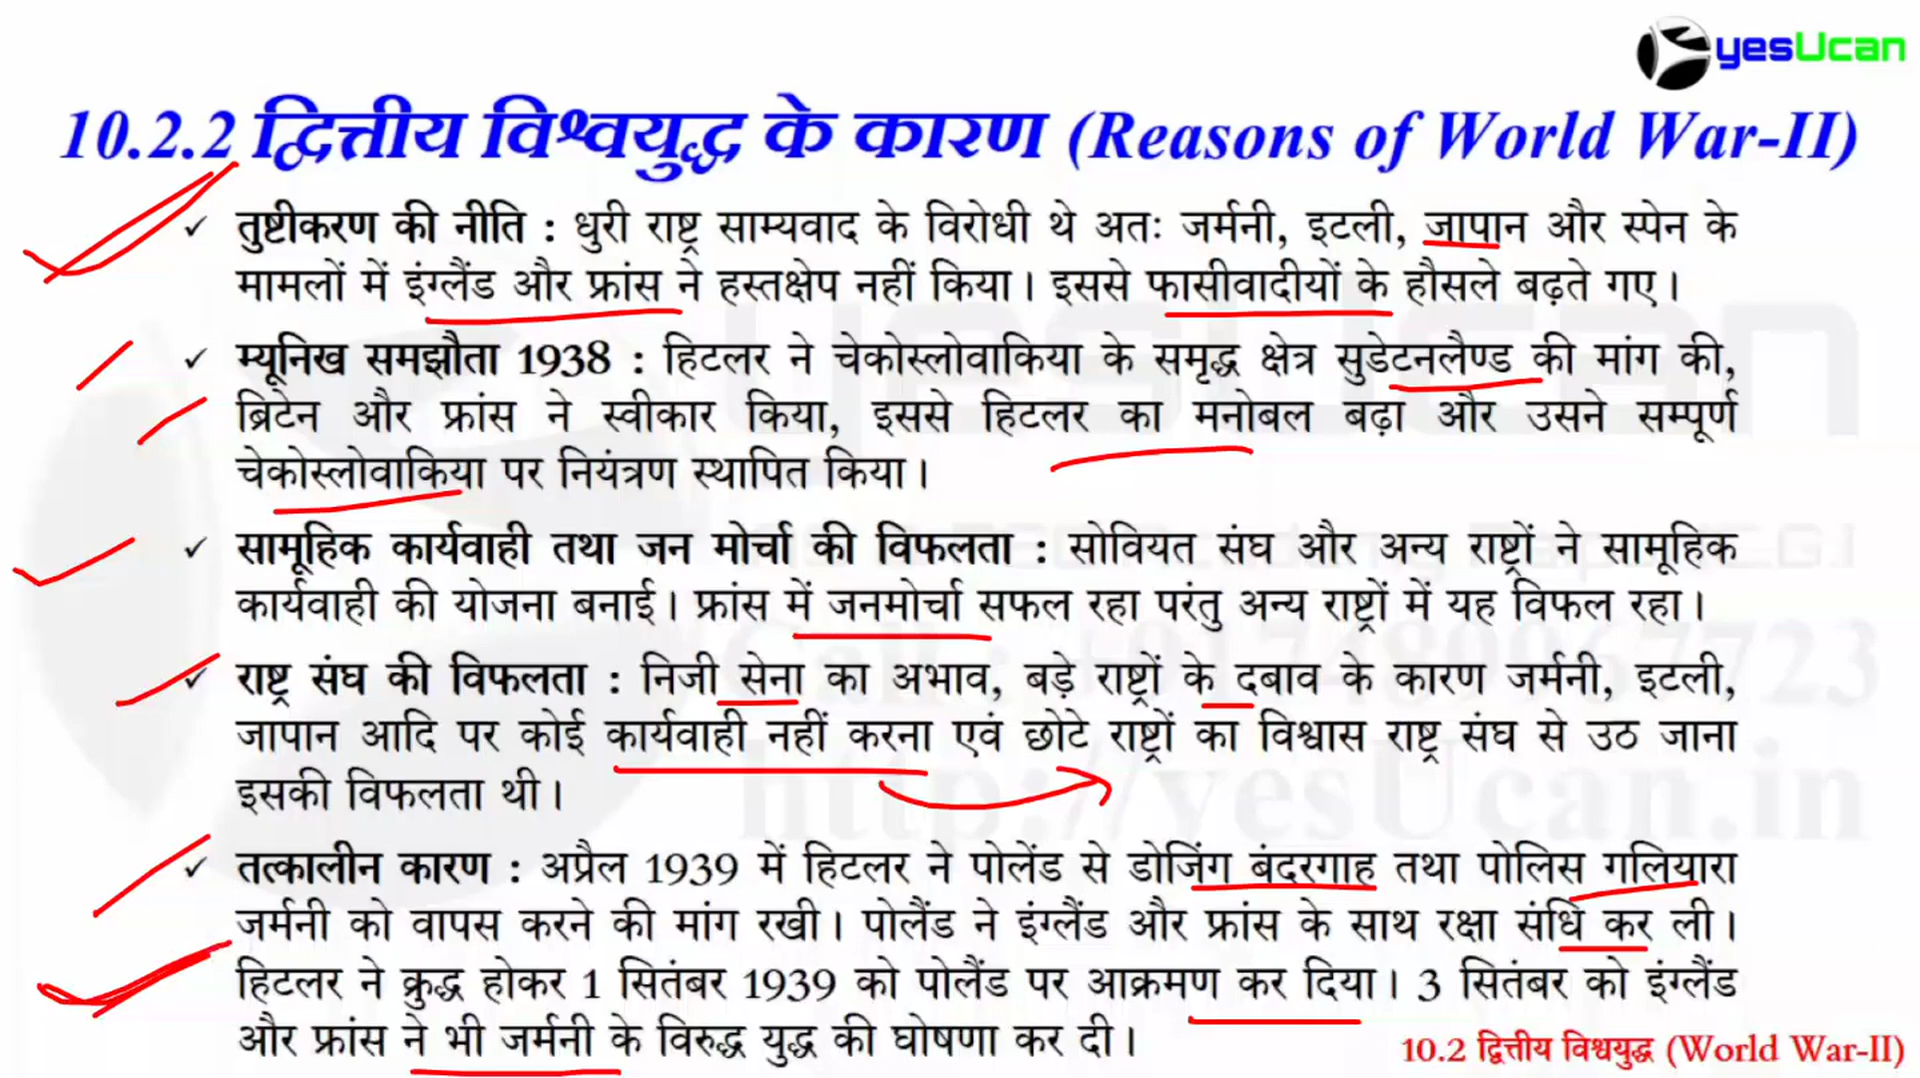 yesUcan
10.2.2 द्वित्तीय विश्वयुद्ध के कारण (Reasons of World War-II)
✓ तुष्टीकरण की नीति : धुरी राष्ट्र साम्यवाद के विरोधी थे अतः जर्मनी, इटली, जापान और स्पेन के
मामलों में इंग्लैंड और फ्रांस ने हस्तक्षेप नहीं किया। इससे फासीवादीयों के हौसले बढ़ते गए।
✓ म्यूनिख समझौता 1938 : हिटलर ने चेकोस्लोवाकिया के समृद्ध क्षेत्र सुडेटनलैण्ड की मांग की,
ब्रिटेन और फ्रांस ने स्वीकार किया, इससे हिटलर का मनोबल बढ़ा और उसने सम्पूर्ण
चेकोस्लोवाकिया पर नियंत्रण स्थापित किया।
✓ सामूहिक कार्यवाही तथा जन मोर्चा की विफलता : सोवियत संघ और अन्य राष्ट्रों ने सामूहिक
कार्यवाही की योजना बनाई। फ्रांस में जनमोर्चा सफल रहा परंतु अन्य राष्ट्रों में यह विफल रहा।
✓ राष्ट्र संघ की विफलता : निजी सेना का अभाव, बड़े राष्ट्रों के दबाव के कारण जर्मनी, इटली,
जापान आदि पर कोई कार्यवाही नहीं करना एवं छोटे राष्ट्रों का विश्वास राष्ट्र संघ से उठ जाना
इसकी विफलता थी।
✓ तत्कालीन कारण : अप्रैल 1939 में हिटलर ने पोलेंड से डोजिंग बंदरगाह तथा पोलिस गलियारा
जर्मनी को वापस करने की मांग रखी। पोलैंड ने इंग्लैंड और फ्रांस के साथ रक्षा संधि कर ली।
हिटलर ने क्रुद्ध होकर 1 सितंबर 1939 को पोलैंड पर आक्रमण कर दिया। 3 सितंबर को इंग्लैंड
और फ्रांस ने भी जर्मनी के विरुद्ध युद्ध की घोषणा कर दी।
10.2 द्वित्तीय विश्वयुद्ध (World War-II)
yesUcan
http://yesUcan.in